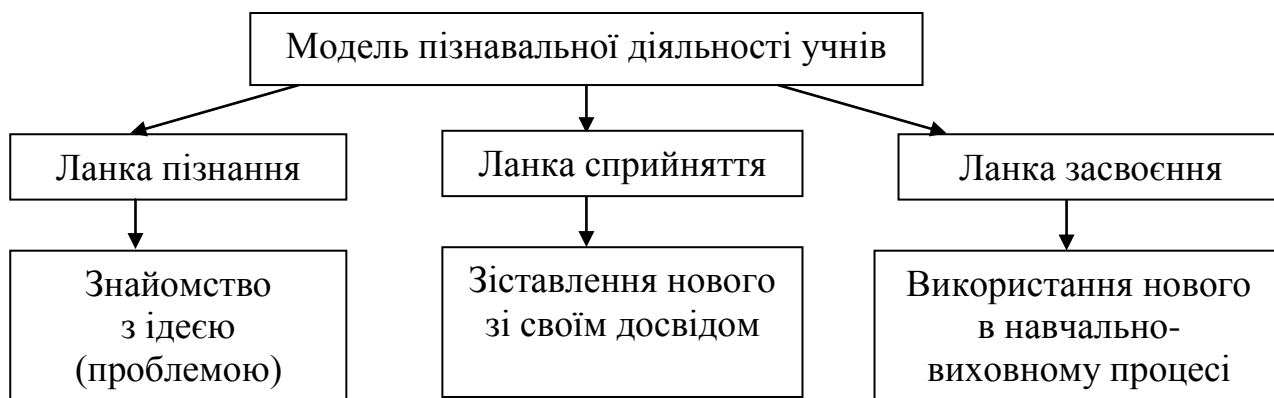 Модель пізнавальної діяльності учнів
Ланка пізнання
Ланка сприйняття
Ланка засвоєння
Знайомство
з ідеєю
(проблемою)
Зіставлення нового
зі своїм досвідом
Використання нового
в навчально-
виховному процесі